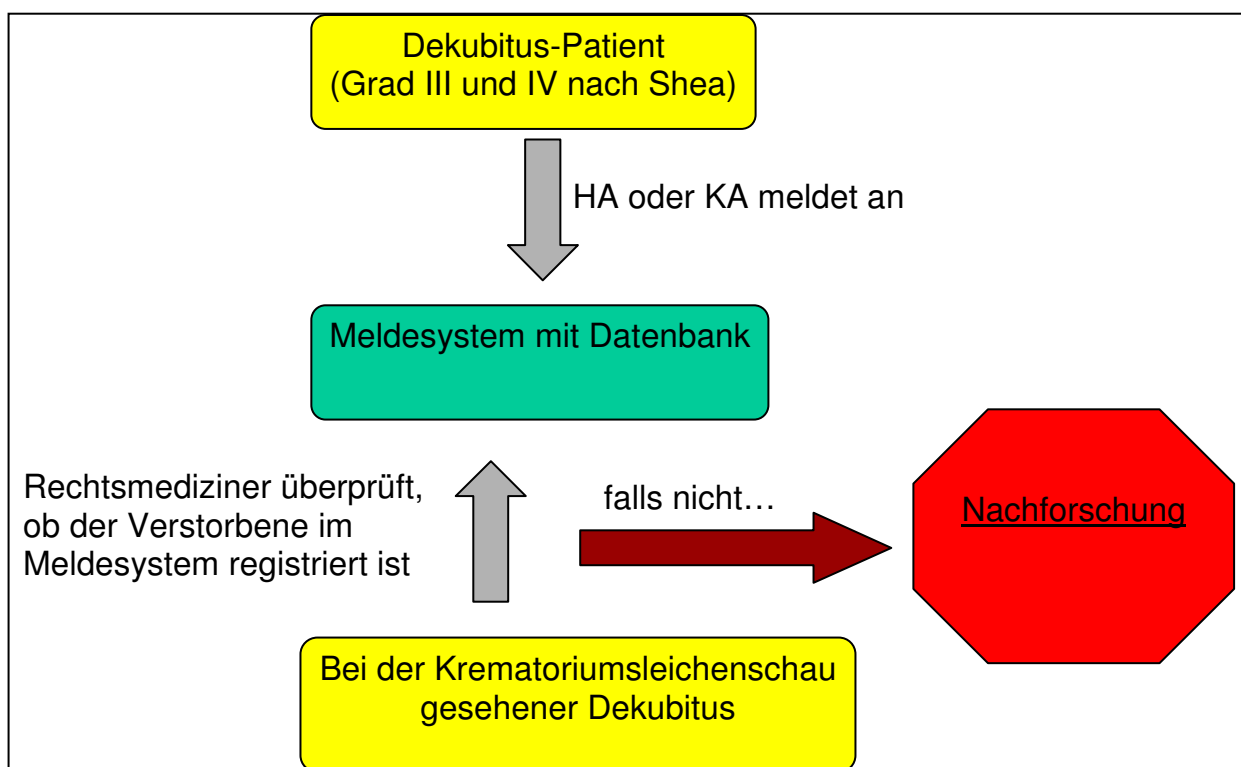 Dekubitus-Patient
(Grad III und IV nach Shea)
HA oder KA meldet an
Meldesystem mit Datenbank
Rechtsmediziner überprüft,
ob der Verstorbene im
Meldesystem registriert ist
falls nicht…
Nachforschung
Bei der Krematoriumsleichenschau
gesehener Dekubitus